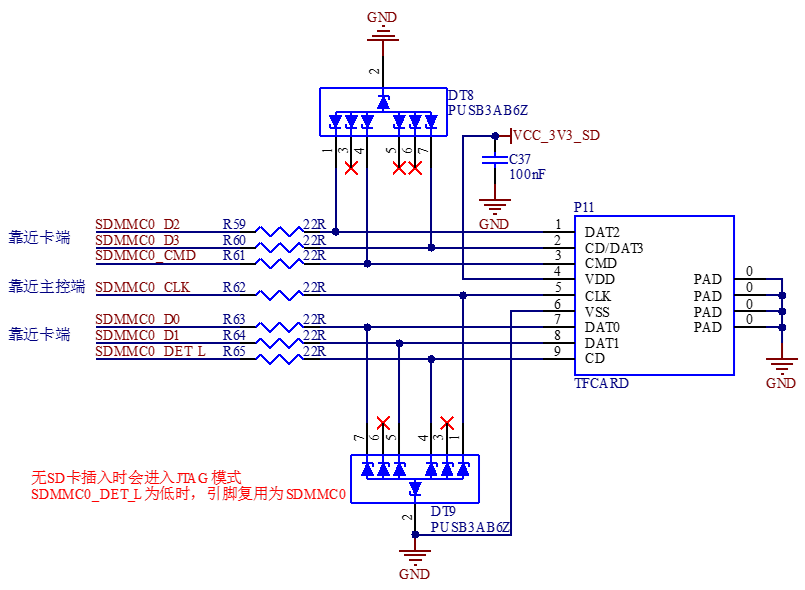 GND
2
DT8
PUSB3AB6Z
1 3 4 5 6 7
VCC_3V3_SD
C37
100nF
GND
P11
靠近卡端
SDMMC0_D2 R59 22R 1 DAT2
SDMMC0_D3 R60 22R 2 CD/DAT3
SDMMC0_CMD R61 22R 3 CMD
4 VDD PAD 0
靠近主控端
SDMMC0_CLK R62 22R 5 CLK PAD 0
6 VSS PAD 0
靠近卡端
SDMMC0_D0 R63 22R 7 DAT0 PAD 0
SDMMC0_D1 R64 22R 8 DAT1
SDMMC0_DET_L R65 22R 9 CD
TFCARD
GND
7 6 5 4 3 1
无SD卡插入时会进入JTAG模式
SDMMC0_DET_L为低时，引脚复用为SDMMC0
2
DT9
PUSB3AB6Z
GND